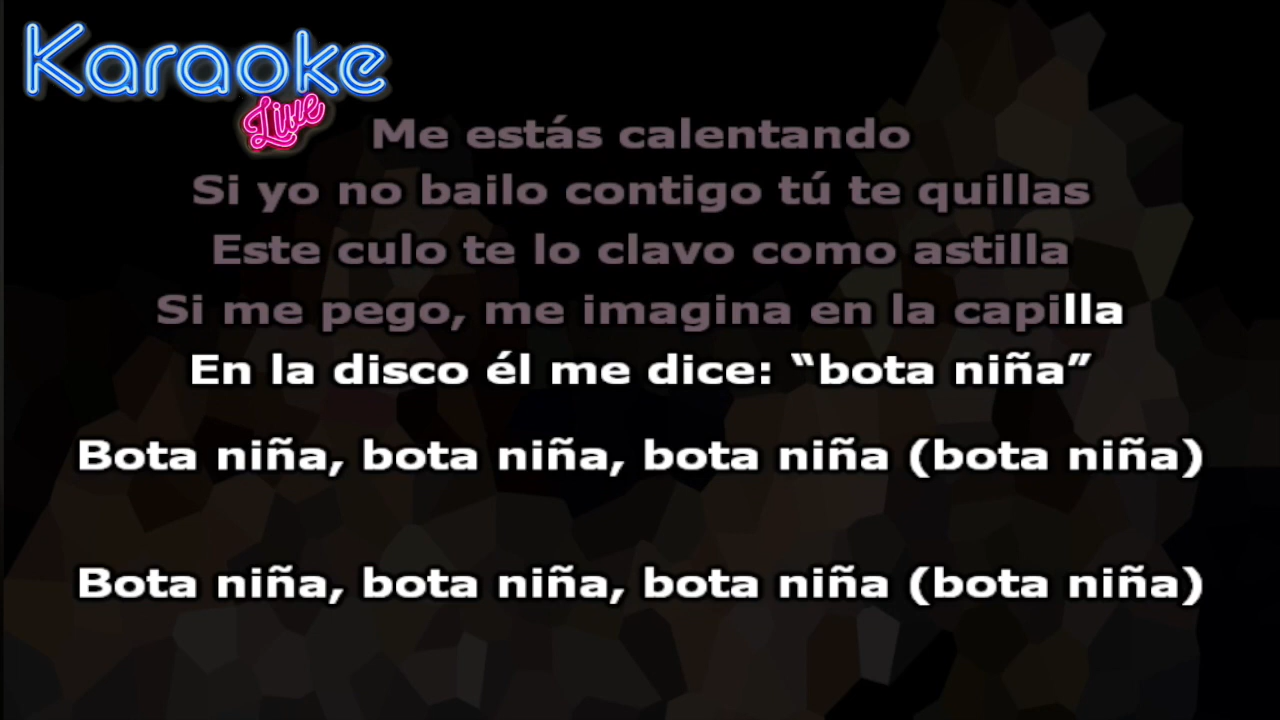 Karaoke
Live
Me estás calentando
Si yo no bailo contigo tú te quillas
Este culo te lo clavo como astilla
Si me pego, me imagina en la capilla
En la disco él me dice: “bota niña”
Bota niña, bota niña, bota niña (bota niña)
Bota niña, bota niña, bota niña (bota niña)